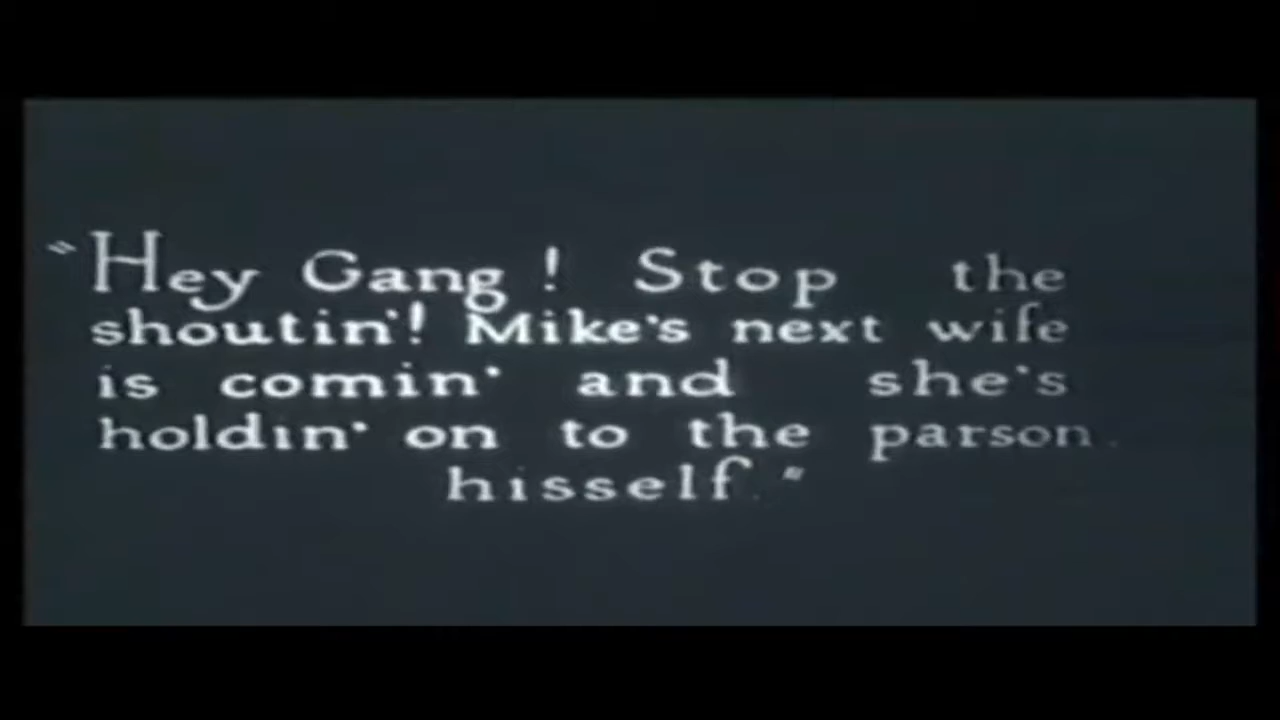 "Hey Gang! Stop the
shoutin'! Mike's next wife
is comin' and she's
holdin' on to the parson
hisself."